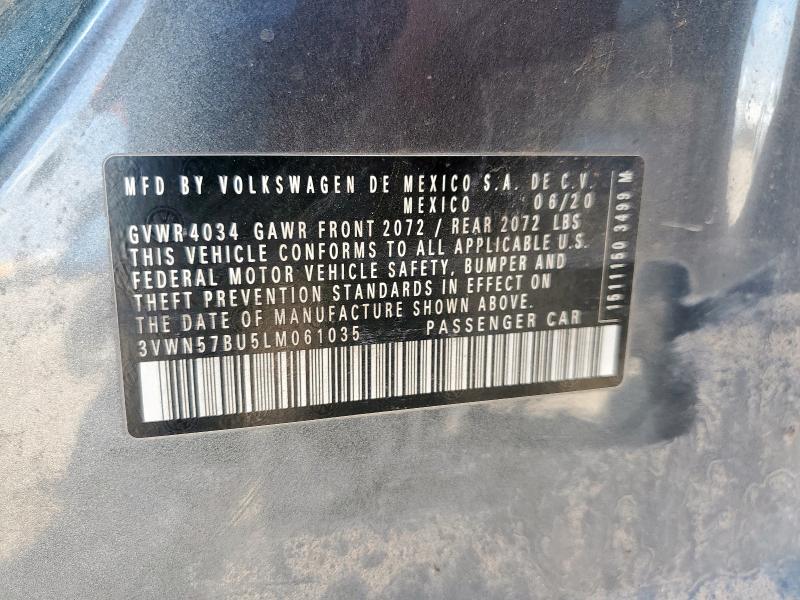 MFD BY VOLKSWAGEN DE MEXICO S.A. DE C.V.
MEXICO 06/20
GVWR 4034 GAWR FRONT 2072 / REAR 2072 LBS
THIS VEHICLE CONFORMS TO ALL APPLICABLE U.S.
FEDERAL MOTOR VEHICLE SAFETY, BUMPER AND
THEFT PREVENTION STANDARDS IN EFFECT ON
THE DATE OF MANUFACTURE SHOWN ABOVE.
3VWN57BU5LM061035 PASSENGER CAR
1511150 3499 M